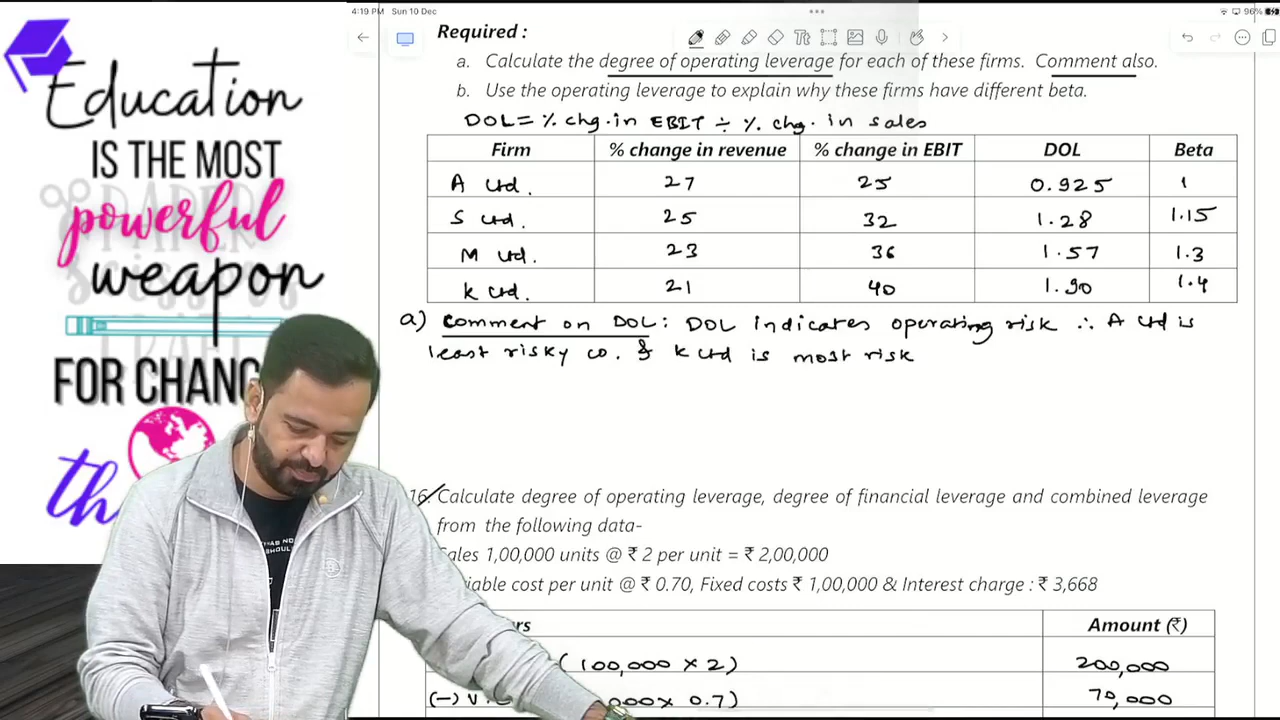 4:19 PM Sun 10 Dec
96%
Education
IS THE MOST
powerful
weapon
FOR CHANG
th
Required :
a. Calculate the degree of operating leverage for each of these firms. Comment also.
b. Use the operating leverage to explain why these firms have different beta.
DOL = % chg. in EBIT ÷ % chg. in sales
Firm % change in revenue % change in EBIT DOL Beta
A Ltd. 27 25 0.925 1
S Ltd. 25 32 1.28 1.15
M Ltd. 23 36 1.57 1.3
K Ltd. 21 40 1.90 1.4
a) Comment on DOL: DOL indicates operating risk ∴ A Ltd is
least risky co. & K Ltd is most risk
16. Calculate degree of operating leverage, degree of financial leverage and combined leverage
from the following data-
ales 1,00,000 units @ ₹ 2 per unit = ₹ 2,00,000
iable cost per unit @ ₹ 0.70, Fixed costs ₹ 1,00,000 & Interest charge : ₹ 3,668
rs Amount (₹)
(100,000 × 2) 200,000
(-) V. 000× 0.7) 70,000